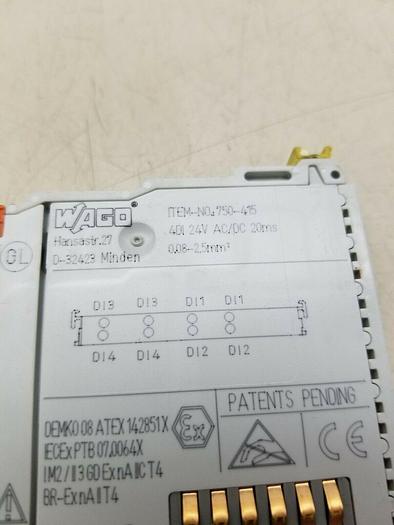 WAGO
Hansastr.27
D-32423 Minden
ITEM-NO.:750-415
4DI 24V AC/DC 20ms
0,08-2,5mm²
GL
DI3 DI3 DI1 DI1
DI4 DI4 DI2 DI2
DEMKO 08 ATEX 142851 X
IECEx PTB 07.0064X
I M2 / II 3 GD Ex nA IIC T4
BR-Ex nA II T4
Ex
PATENTS PENDING
CE